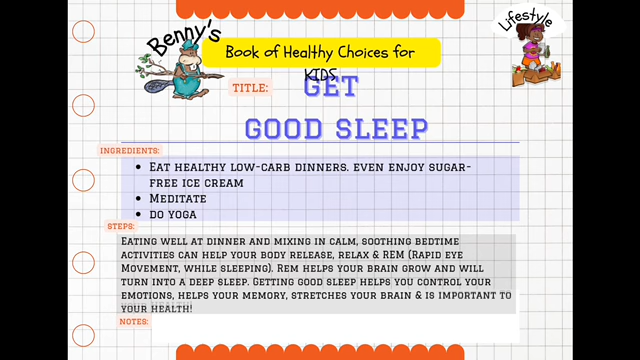 Benny's
Lifestyle
Book of Healthy Choices for
KIDS
TITLE: GET
GOOD SLEEP
INGREDIENTS:
• Eat healthy low-carb dinners. even enjoy sugar-
free ice cream
• Meditate
• do yoga
STEPS:
Eating well at dinner and mixing in calm, soothing bedtime
activities can help your body release, relax & REM (Rapid eye
Movement, while sleeping). Rem helps your brain grow and will
turn into a deep sleep. Getting good sleep helps you control your
emotions, helps your memory, stretches your brain & is important to
your health!
NOTES: